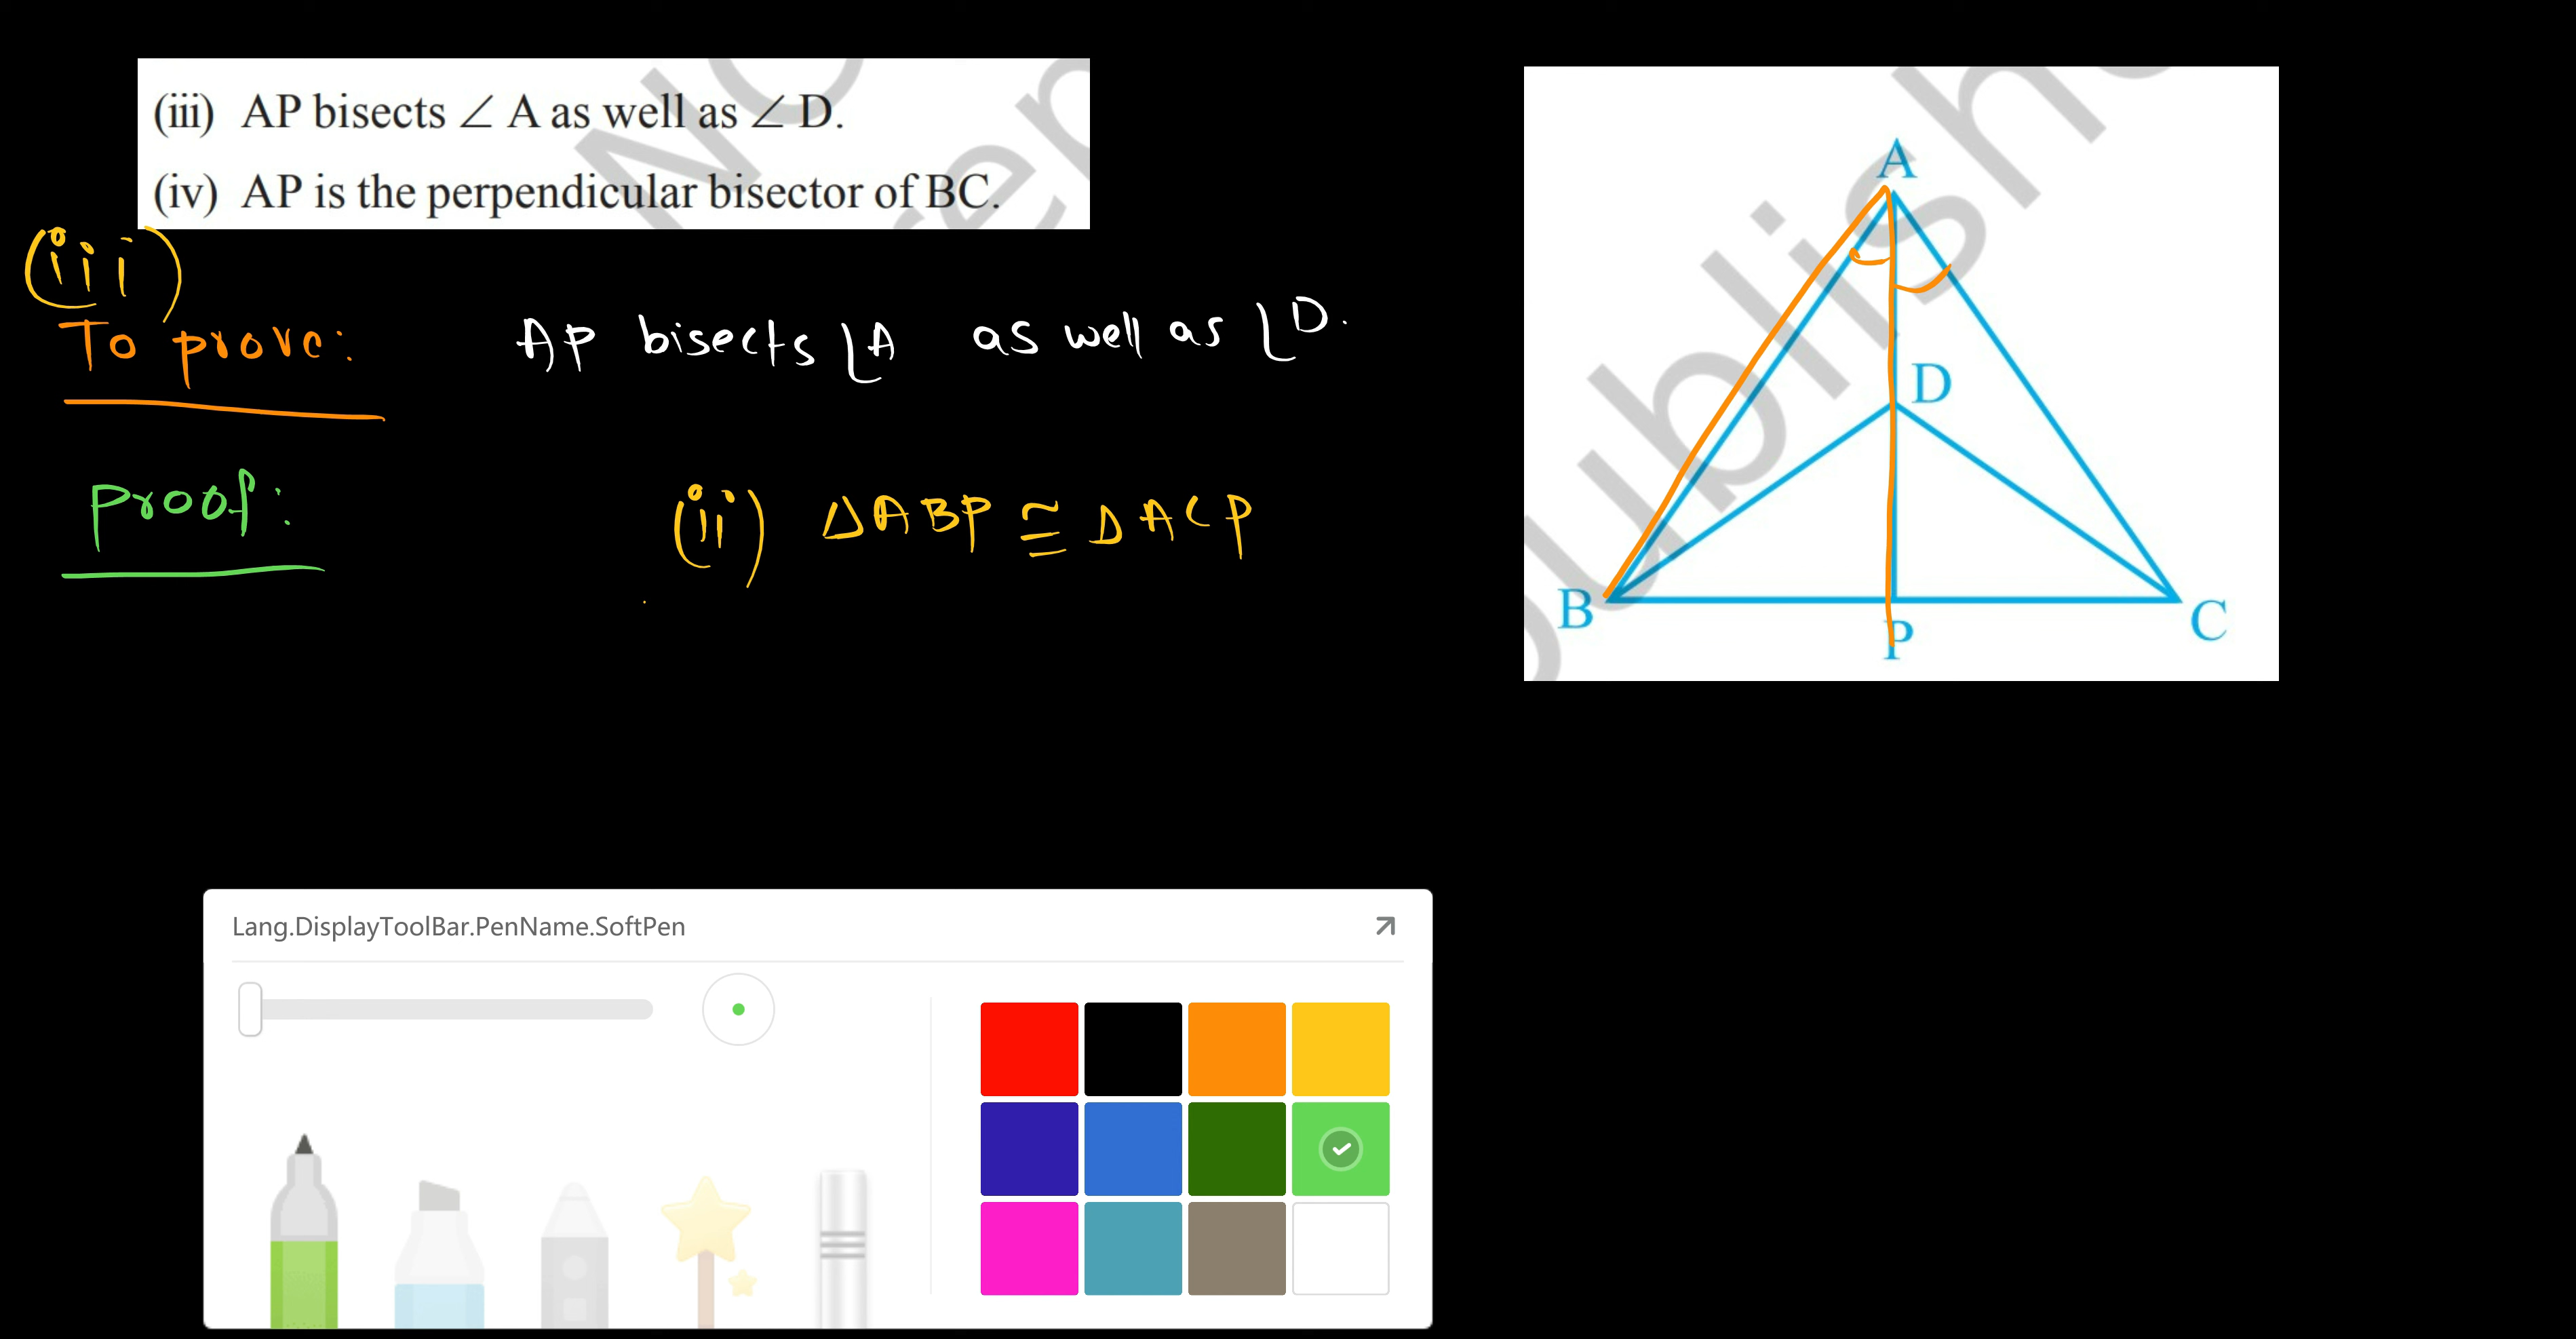 (iii) AP bisects ∠ A as well as ∠ D.
(iv) AP is the perpendicular bisector of BC.
(iii)
To prove: AP bisects ∠A as well as ∠D.
Proof: (ii) ΔABP ≅ ΔACP
A
D
B
P
C
Lang.DisplayToolBar.PenName.SoftPen